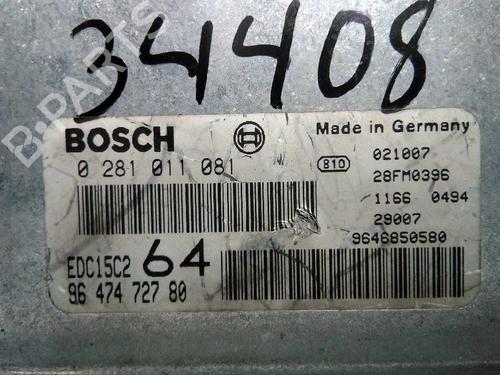 34408
BOSCH
Made in Germany
0 281 011 081
810
021007
28FM0396
1166 0494
29007
9646850580
EDC15C2 64
96 474 727 80
B-PARTS